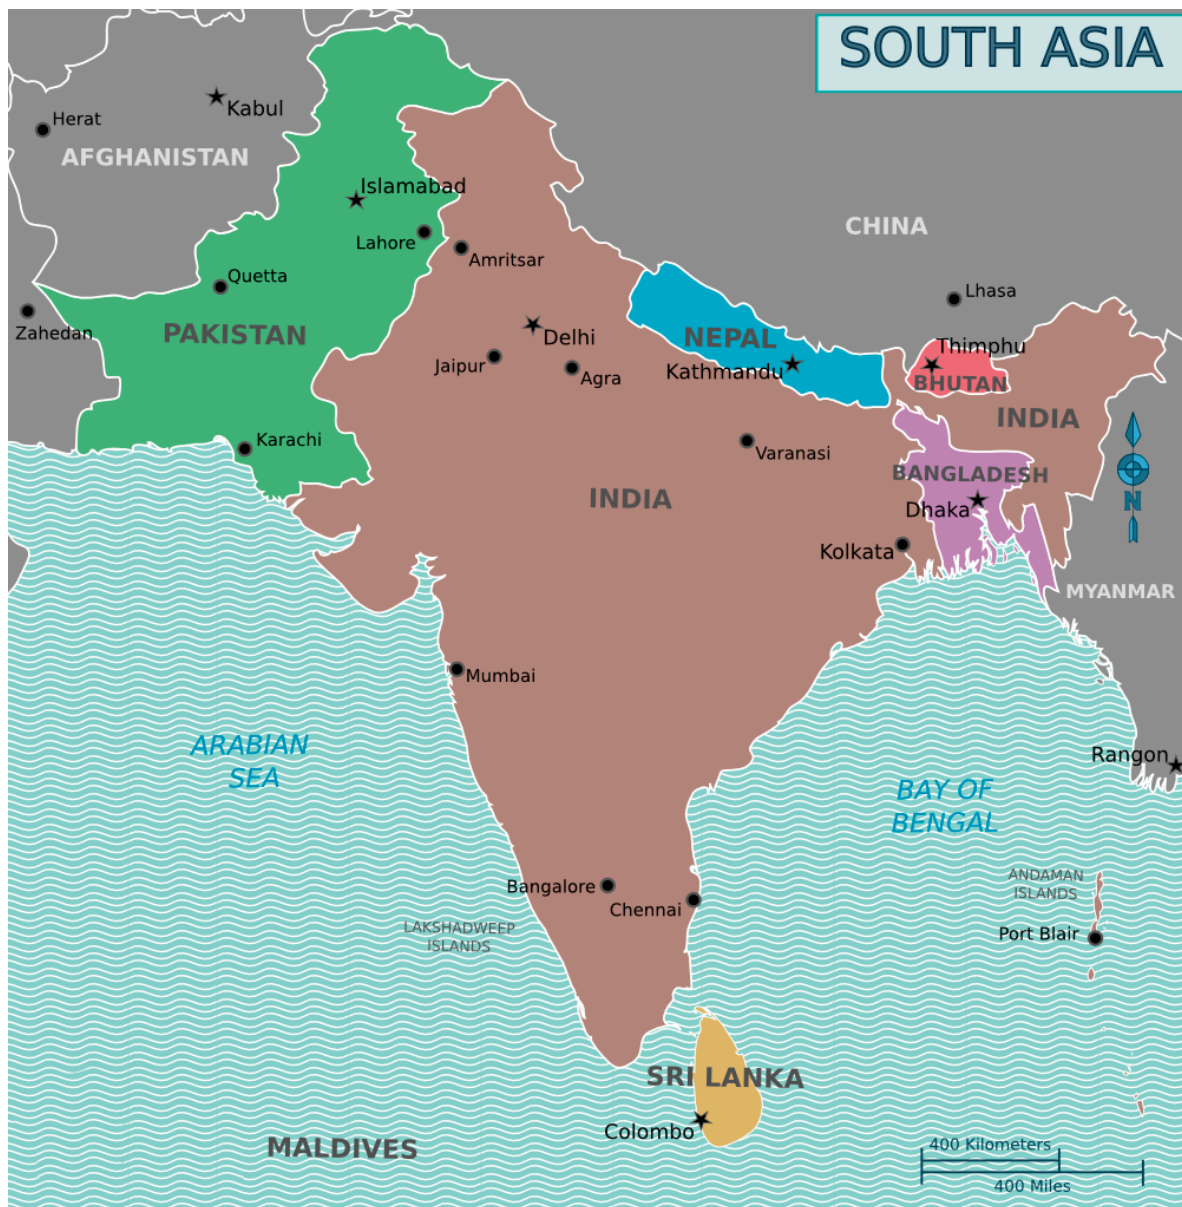 SOUTH ASIA
Kabul
Herat
AFGHANISTAN
Islamabad
CHINA
Lahore
Amritsar
Quetta
Lhasa
Zahedan
PAKISTAN
Delhi
NEPAL
Thimphu
Jaipur
Agra
Kathmandu
BHUTAN
INDIA
Karachi
Varanasi
BANGLADESH
INDIA
N
Dhaka
Kolkata
MYANMAR
Mumbai
ARABIAN
SEA
Rangon
BAY OF
BENGAL
ANDAMAN
ISLANDS
Bangalore
Chennai
LAKSHADWEEP
ISLANDS
Port Blair
SRI LANKA
Colombo
MALDIVES
400 Kilometers
400 Miles